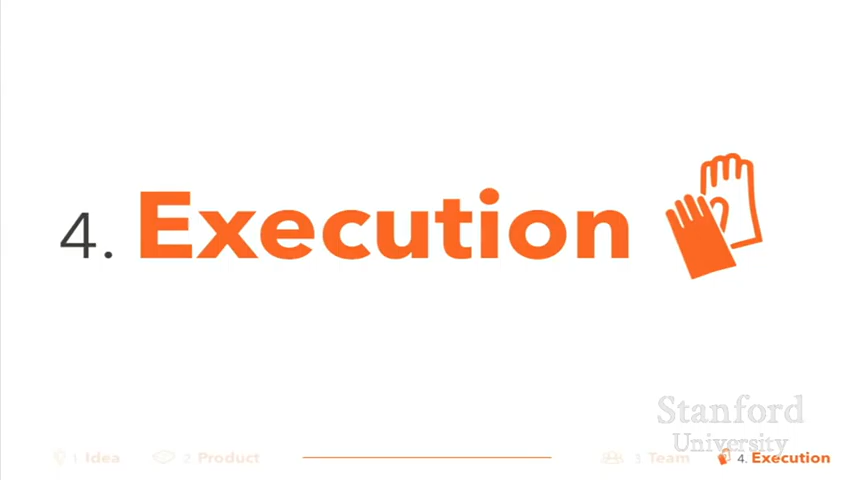 4. Execution
Stanford
University
1 Idea
2 Product
3 Team
4. Execution